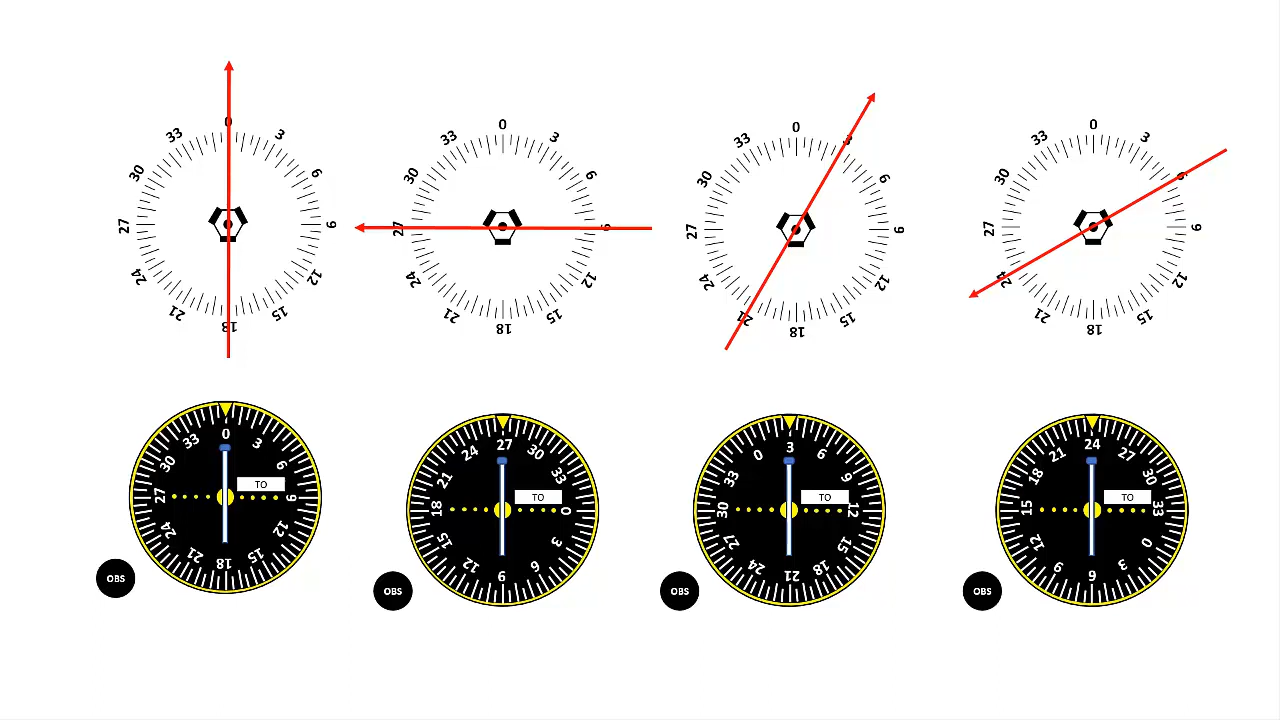 0 3 6 9 12 15 18 21 24 27 30 33
0 3 6 9 12 15 18 21 24 27 30 33
0 3 6 9 12 15 18 21 24 27 30 33
0 3 6 9 12 15 18 21 24 27 30 33
0 3 6 9 12 15 18 21 24 27 30 33
TO
OBS
27 30 33 0 3 6 9 12 15 18 21 24
TO
OBS
3 6 9 12 15 18 21 24 27 30 33 0
TO
OBS
24 27 30 33 0 3 6 9 12 15 18 21
TO
OBS